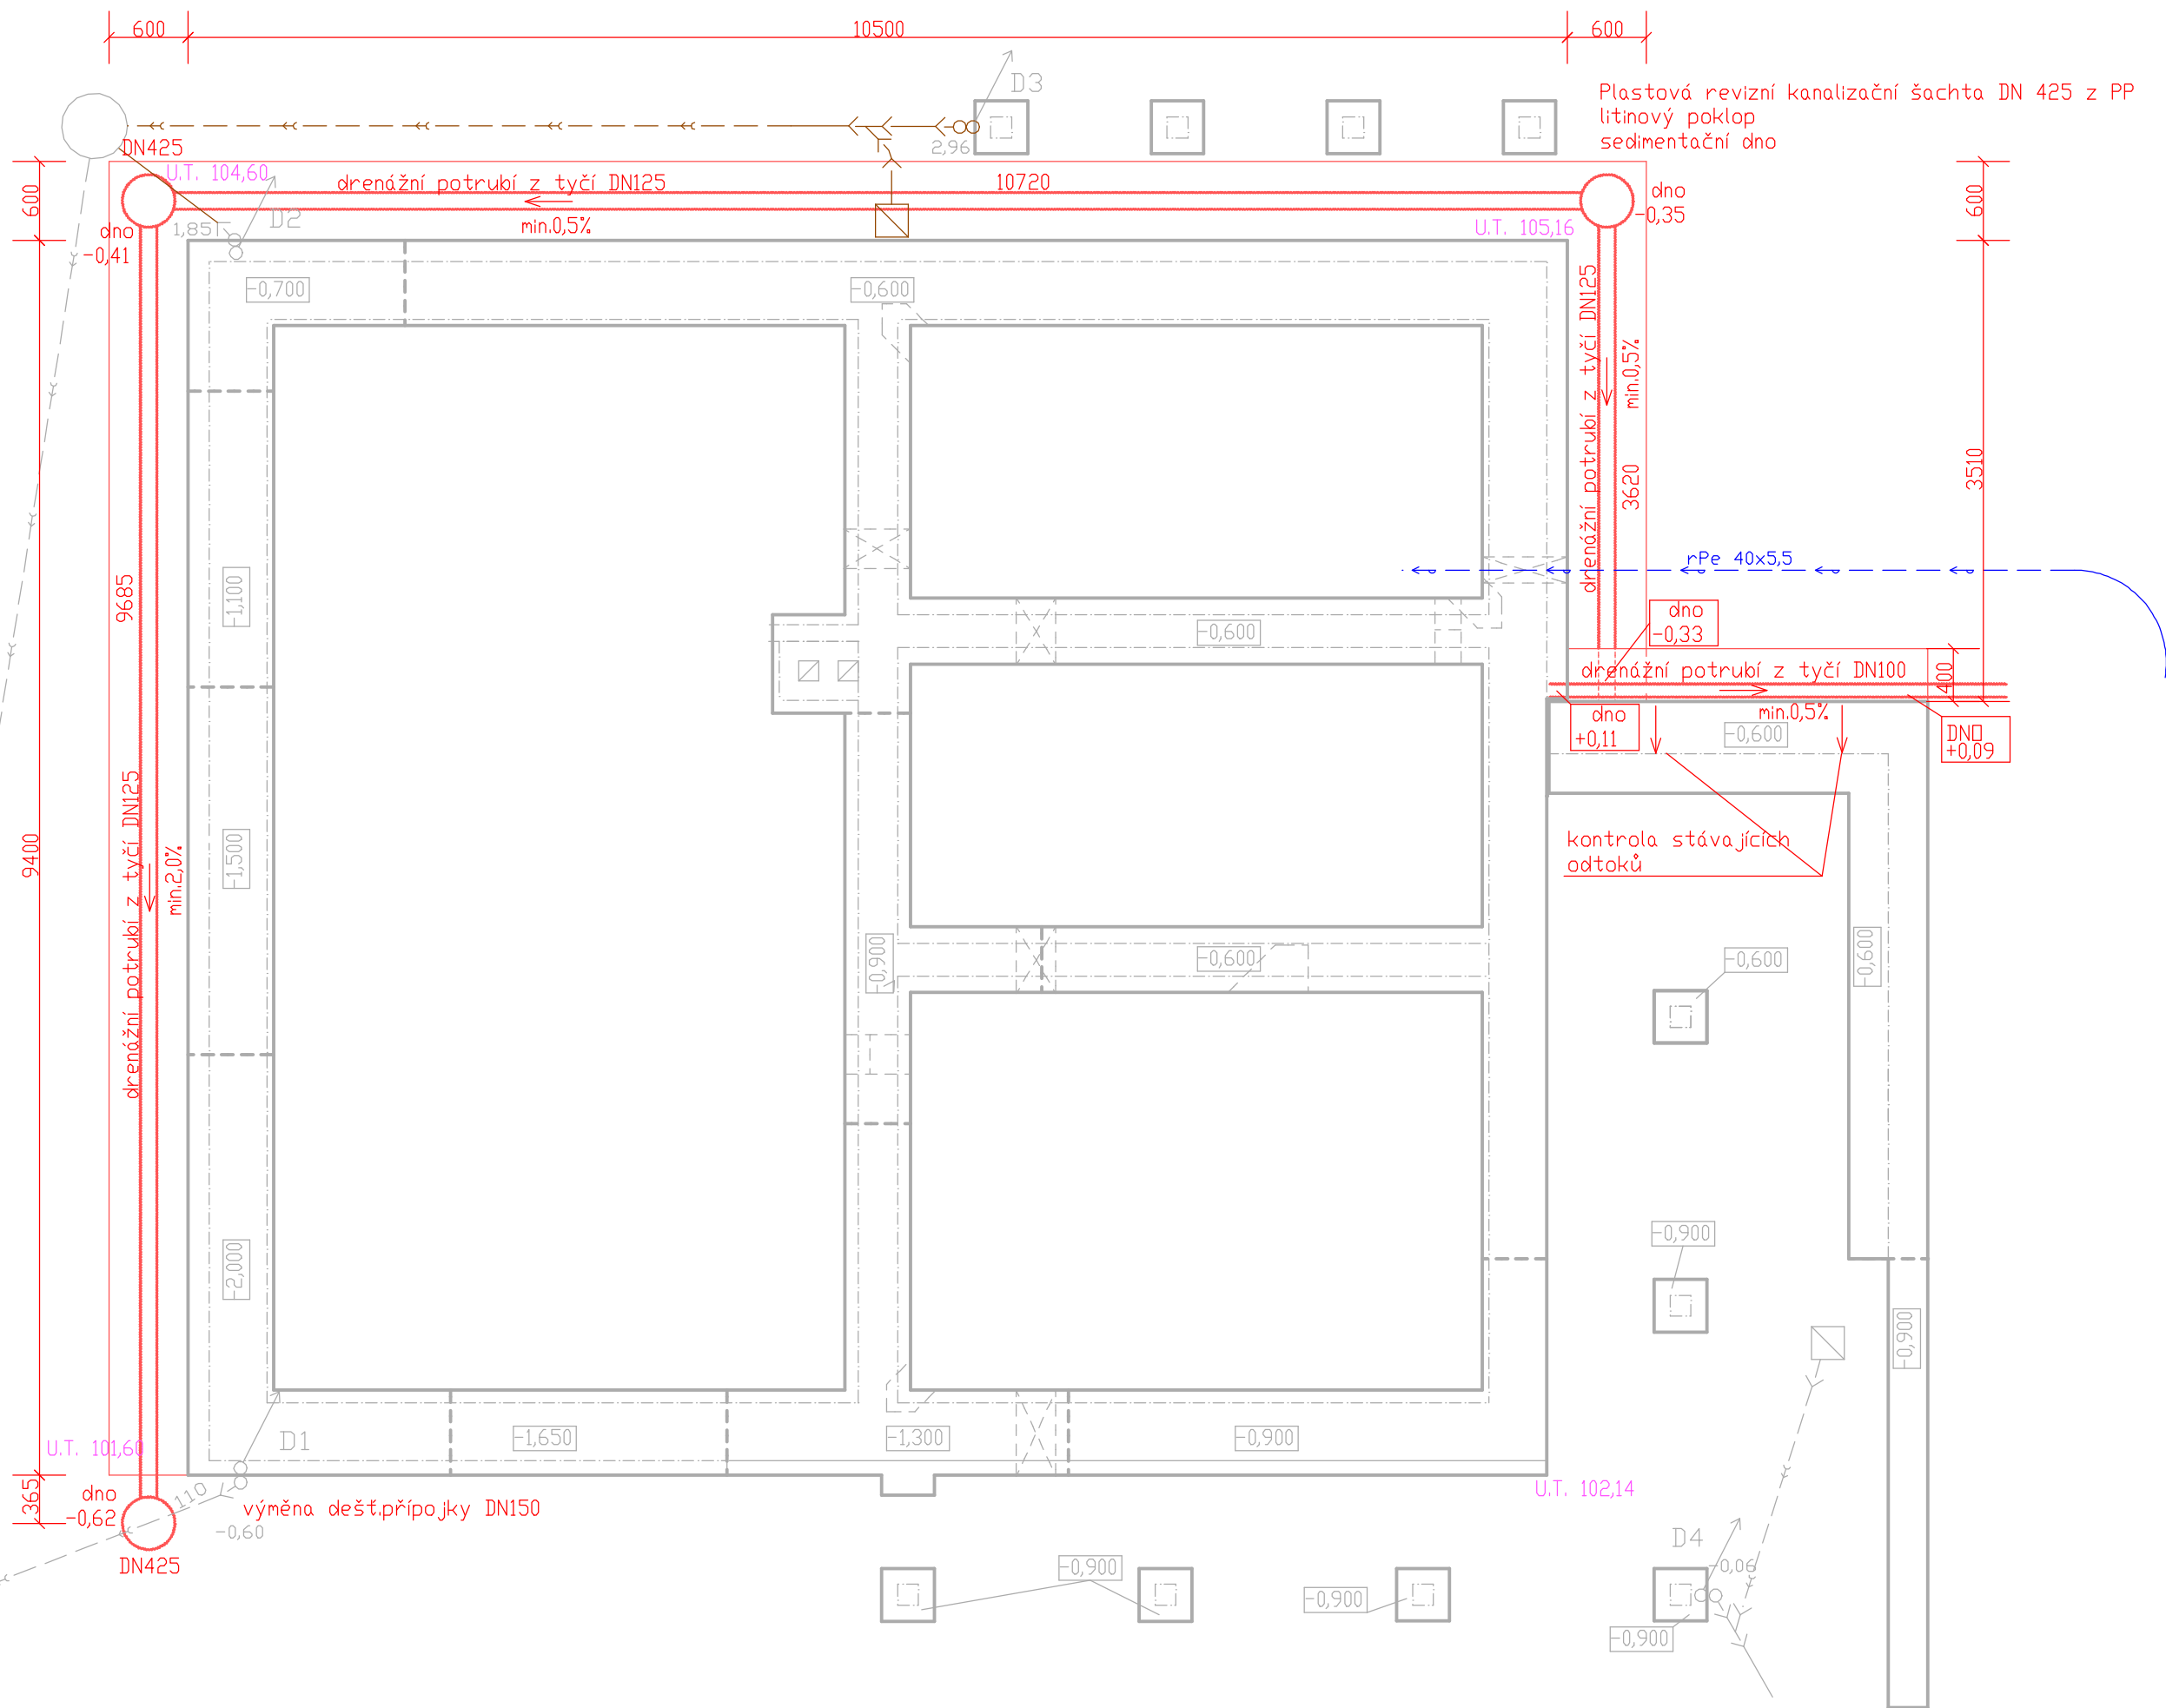 600
10500
600
D3
Plastová revizní kanalizační šachta DN 425 z PP
litinový poklop
sedimentační dno
DN425
2,96
U.T. 104,60
drenážní potrubí z tyčí DN125
10720
dno
-0,35
600
600
1,85
D2
min.0,5%
U.T. 105,16
dno
-0,41
-0,700
-0,600
drenážní potrubí z tyčí DN125
min.0,5%
3620
3510
rPe 40x5,5
9685
-1,100
dno
-0,33
-0,600
drenážní potrubí z tyčí DN100
400
dno
+0,11
min.0,5%
-0,600
+0,09
drenážní potrubí z tyčí DN125
min.2,0%
9400
-1,500
kontrola stávajících
odtoků
-0,900
-0,600
-0,600
-0,600
-2,000
-0,900
-0,900
U.T. 101,60
D1
-1,650
-1,300
-0,900
U.T. 102,14
365
dno
-0,62
110
výměna dešť.přípojky DN150
-0,60
DN425
D4
-0,06
-0,900
-0,900
-0,900